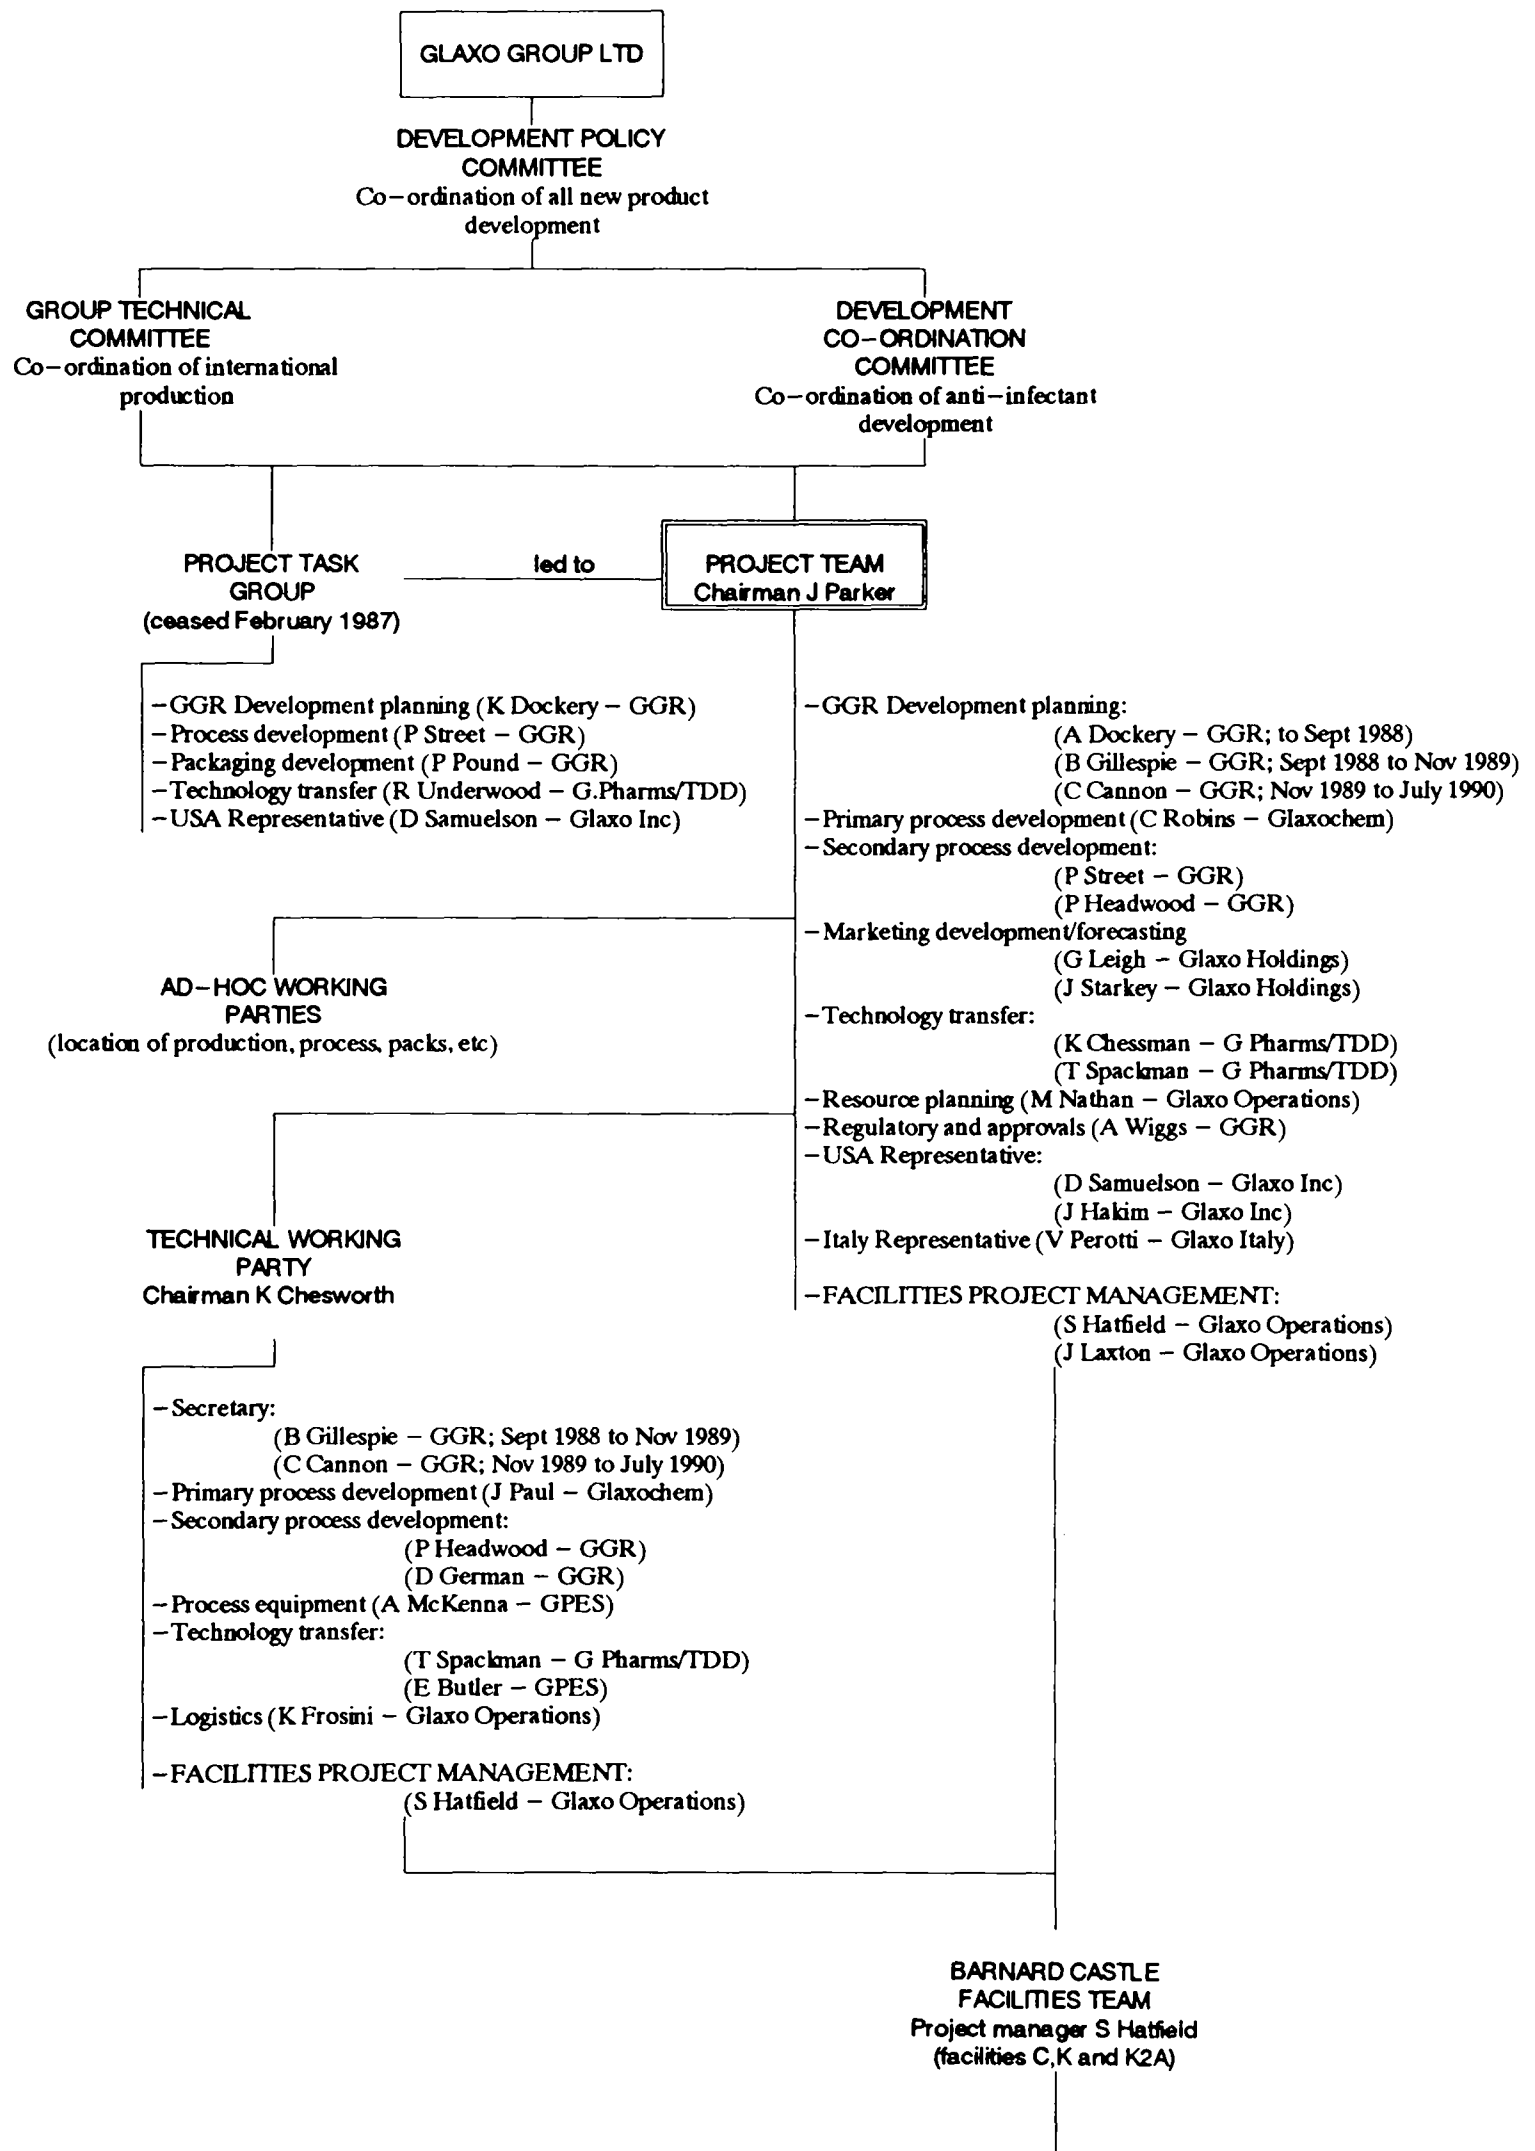 GLAXO GROUP LTD
DEVELOPMENT POLICY
COMMITTEE
Co-ordination of all new product
development
GROUP TECHNICAL
COMMITTEE
Co-ordination of international
production
DEVELOPMENT
CO-ORDINATION
COMMITTEE
Co-ordination of anti-infectant
development
PROJECT TASK
GROUP
(ceased February 1987)
led to
PROJECT TEAM
Chairman J Parker
-GGR Development planning (K Dockery - GGR)
-Process development (P Street - GGR)
-Packaging development (P Pound - GGR)
-Technology transfer (R Underwood - G.Pharms/TDD)
-USA Representative (D Samuelson - Glaxo Inc)
-GGR Development planning:
(A Dockery - GGR; to Sept 1988)
(B Gillespie - GGR; Sept 1988 to Nov 1989)
(C Cannon - GGR; Nov 1989 to July 1990)
-Primary process development (C Robins - Glaxochem)
-Secondary process development:
(P Street - GGR)
(P Headwood - GGR)
-Marketing development/forecasting
(G Leigh - Glaxo Holdings)
(J Starkey - Glaxo Holdings)
-Technology transfer:
(K Chessman - G Pharms/TDD)
(T Spackman - G Pharms/TDD)
-Resource planning (M Nathan - Glaxo Operations)
-Regulatory and approvals (A Wiggs - GGR)
-USA Representative:
(D Samuelson - Glaxo Inc)
(J Hakim - Glaxo Inc)
-Italy Representative (V Perotti - Glaxo Italy)
-FACILITIES PROJECT MANAGEMENT:
(S Hatfield - Glaxo Operations)
(J Laxton - Glaxo Operations)
AD-HOC WORKING
PARTIES
(location of production, process, packs, etc)
TECHNICAL WORKING
PARTY
Chairman K Chesworth
-Secretary:
(B Gillespie - GGR; Sept 1988 to Nov 1989)
(C Cannon - GGR; Nov 1989 to July 1990)
-Primary process development (J Paul - Glaxochem)
-Secondary process development:
(P Headwood - GGR)
(D German - GGR)
-Process equipment (A McKenna - GPES)
-Technology transfer:
(T Spackman - G Pharms/TDD)
(E Butler - GPES)
-Logistics (K Frosini - Glaxo Operations)
-FACILITIES PROJECT MANAGEMENT:
(S Hatfield - Glaxo Operations)
BARNARD CASTLE
FACILITIES TEAM
Project manager S Hatfield
(facilities C,K and K2A)